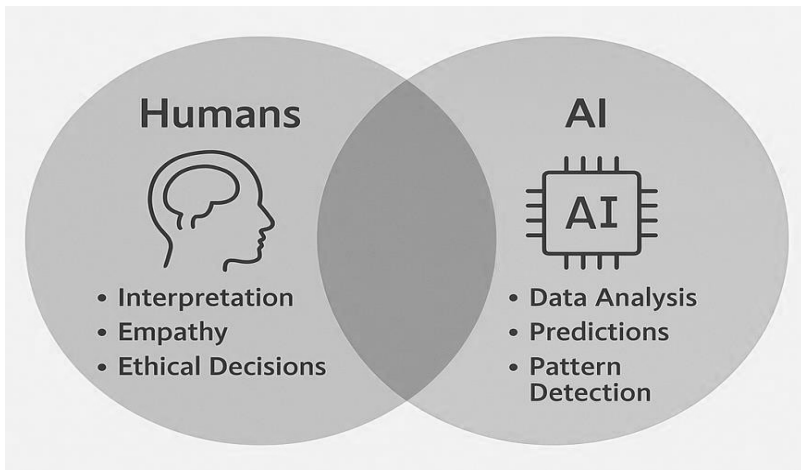 Humans
• Interpretation
• Empathy
• Ethical Decisions
AI
AI
• Data Analysis
• Predictions
• Pattern
Detection